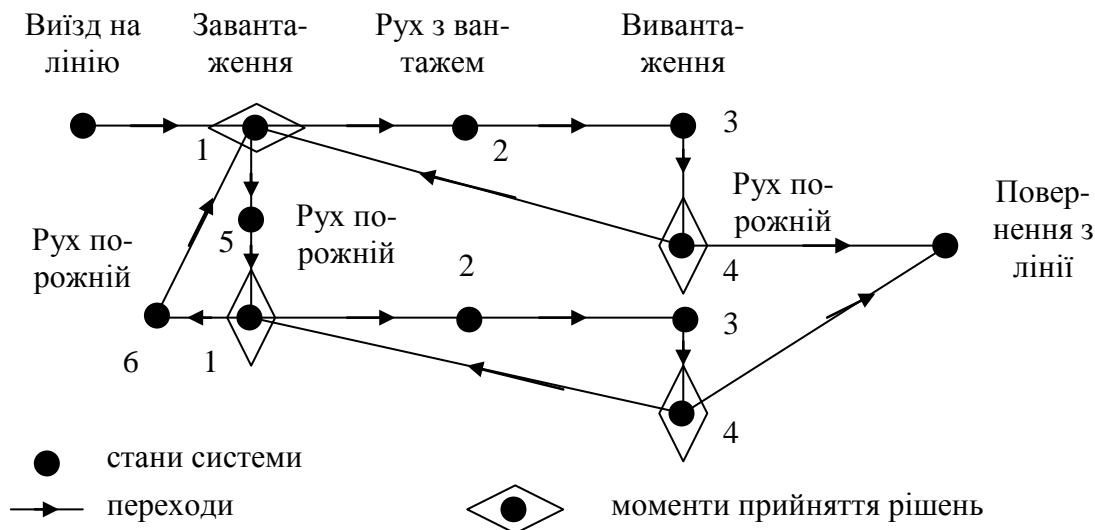 Виїзд на
лінію
Заванта-
ження
Рух з ван-
тажем
Виванта-
ження
1
2
3
Рух по-
рожній
5
Рух по-
рожній
Рух по-
рожній
4
Повер-
нення з
лінії
2
6
1
3
4
стани системи
переходи
моменти прийняття рішень